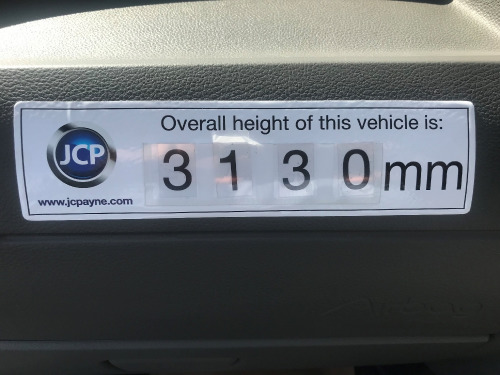 Overall height of this vehicle is:
JCP
3130mm
www.jcpayne.com